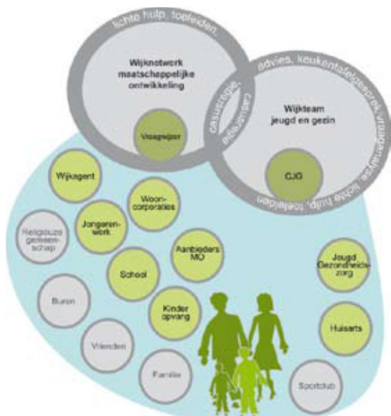 lichte hulp, toeleiden,
Wijknetwerk
maatschappelijke
ontwikkeling
Vraagwijzer
casusregie,
casusregie
advies, keukentafelgesprek, vraaganalyse, lichte hulp, toeleiden
Wijkteam
jeugd en gezin
CJG
Wijkagent
Woon-
corporaties
Religieuze
gemeen-
schap
Jongeren-
werk
Aanbieders
MO
School
Jeugd
Gezondheids-
zorg
Buren
Kinder
opvang
Huisarts
Vrienden
Familie
Sportclub